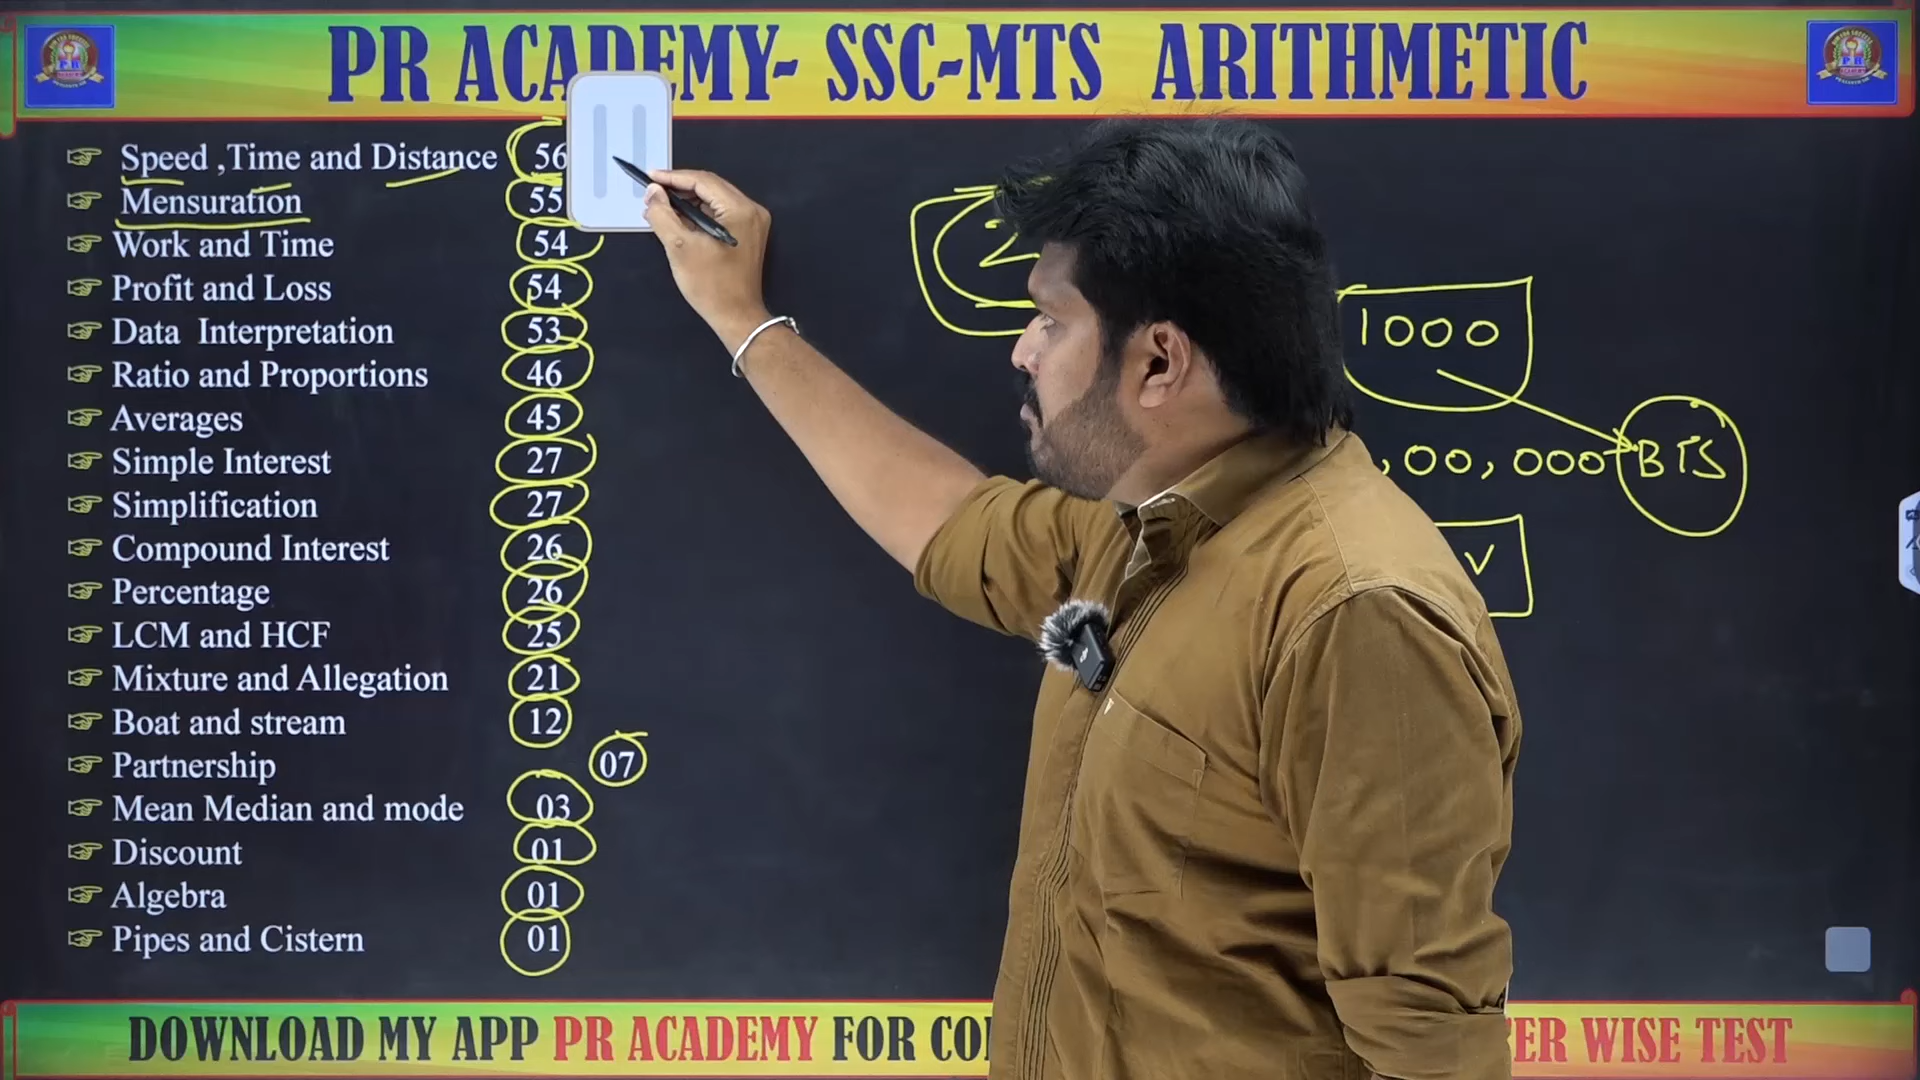 PR ACADEMY- SSC-MTS ARITHMETIC
Speed ,Time and Distance 56
Mensuration 55
Work and Time 54
Profit and Loss 54
Data Interpretation 53
Ratio and Proportions 46
Averages 45
Simple Interest 27
Simplification 27
Compound Interest 26
Percentage 26
LCM and HCF 25
Mixture and Allegation 21
Boat and stream 12
Partnership 07
Mean Median and mode 03
Discount 01
Algebra 01
Pipes and Cistern 01
2
1000
,00,000
BTS
V
DOWNLOAD MY APP PR ACADEMY FOR
WISE TEST